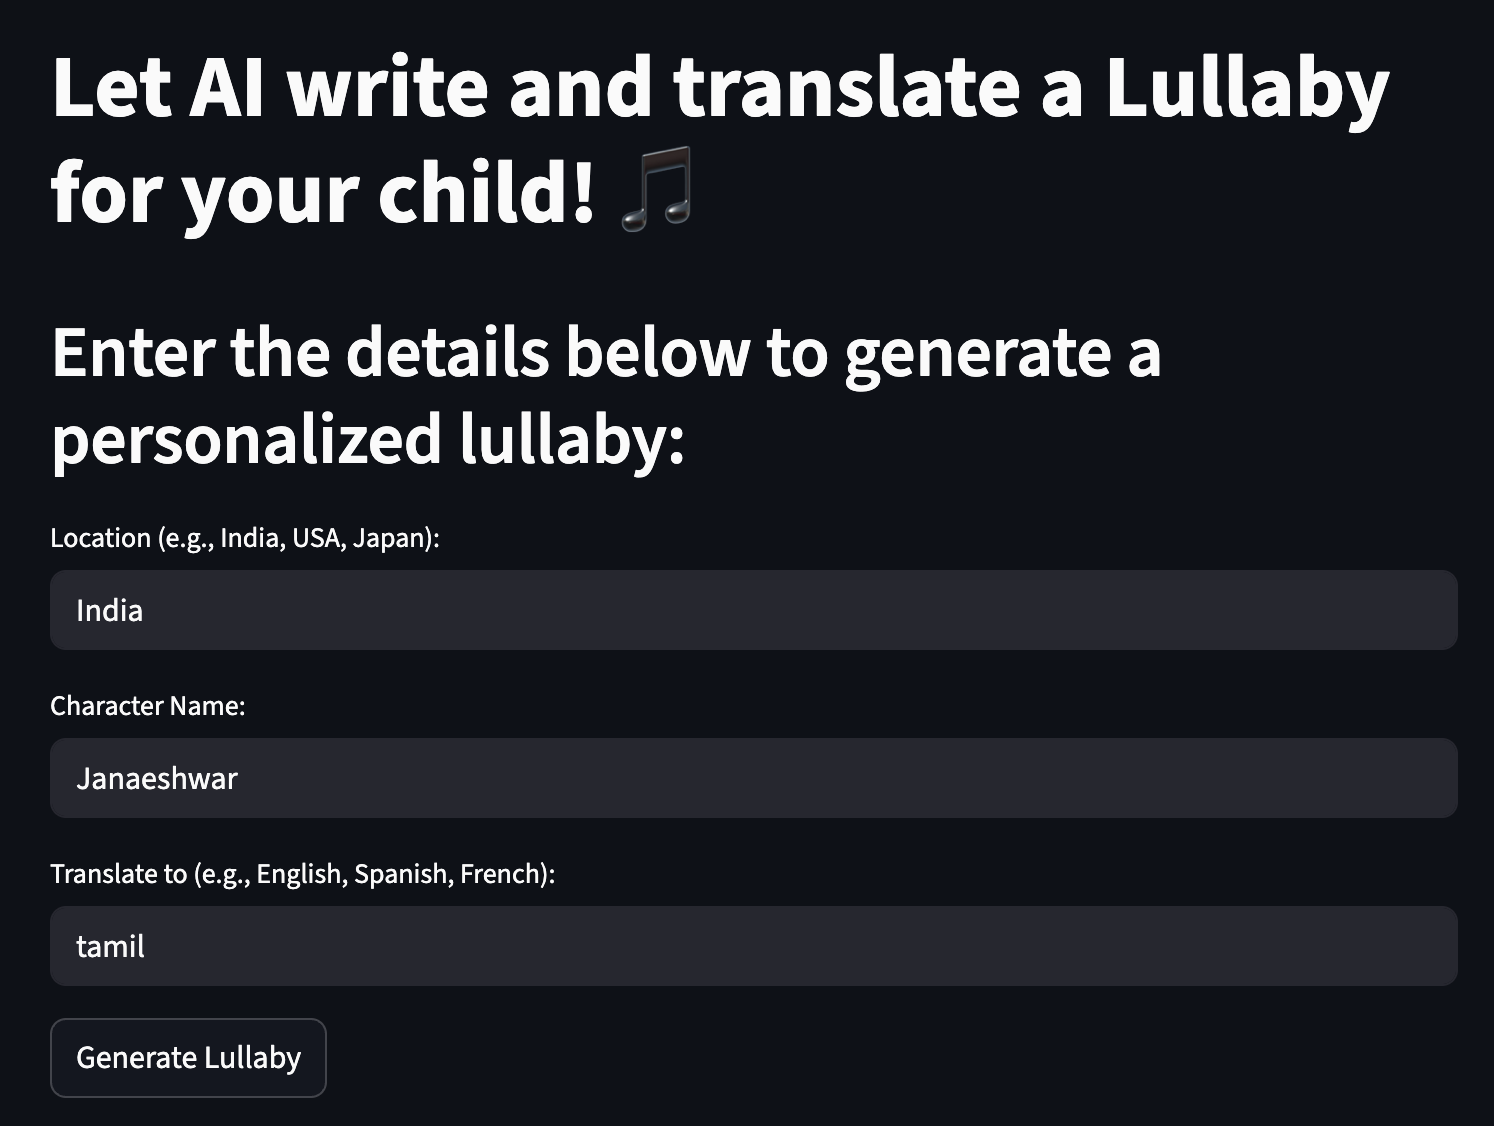 Let AI write and translate a Lullaby
for your child! 🎵
Enter the details below to generate a
personalized lullaby:
Location (e.g., India, USA, Japan):
India
Character Name:
Janaeshwar
Translate to (e.g., English, Spanish, French):
tamil
Generate Lullaby